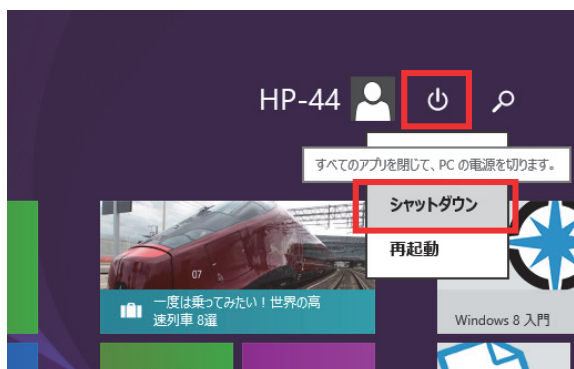 HP-44
すべてのアプリを閉じて、PC の電源を切ります。
シャットダウン
再起動
07
一度は乗ってみたい！世界の高
速列車 8選
Windows 8 入門